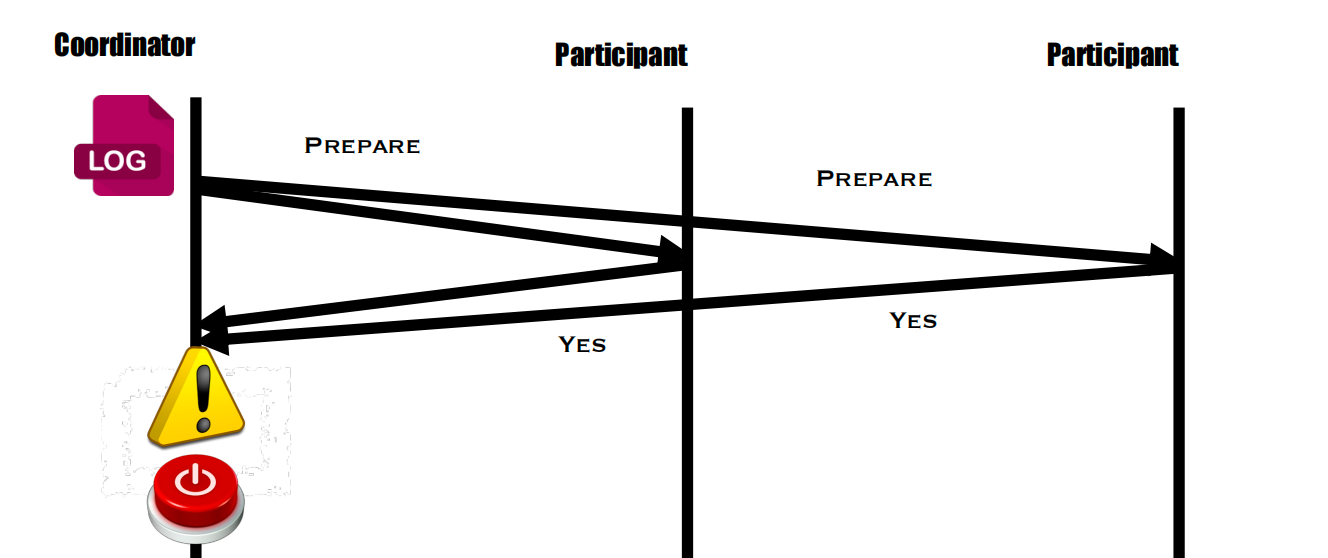 Coordinator
Participant
Participant
LOG
PREPARE
PREPARE
YES
YES